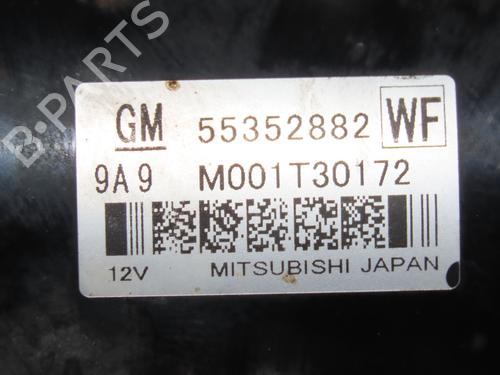 B-PARTS
GM 55352882 WF
9A9 M001T30172
12V MITSUBISHI JAPAN